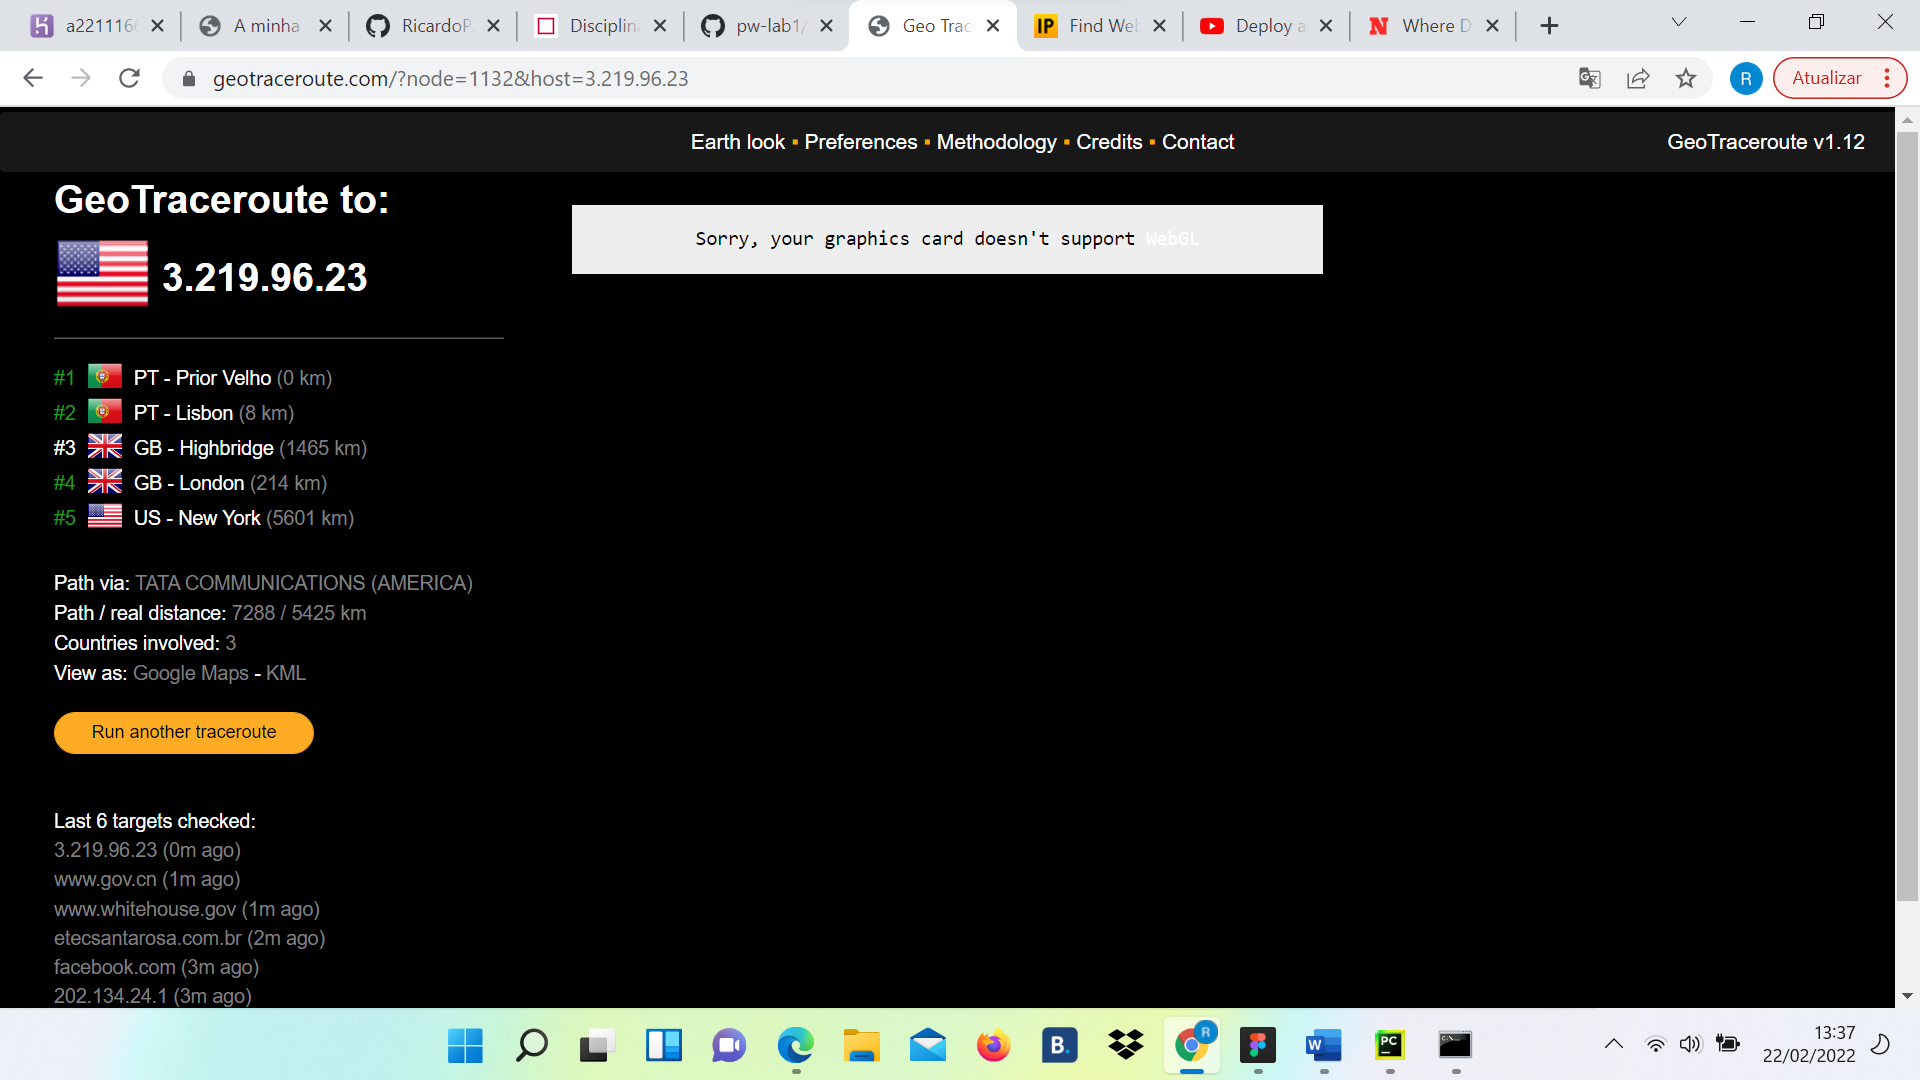 a2211166
A minha
RicardoP
Disciplina
pw-lab1/
Geo Trac
IP
Find Web
Deploy a
Where D
geotraceroute.com/?node=1132&host=3.219.96.23
R
Atualizar
Earth look ▪ Preferences ▪ Methodology ▪ Credits ▪ Contact
GeoTraceroute v1.12
GeoTraceroute to:
3.219.96.23
Sorry, your graphics card doesn't support WebGL
#1 PT - Prior Velho (0 km)
#2 PT - Lisbon (8 km)
#3 GB - Highbridge (1465 km)
#4 GB - London (214 km)
#5 US - New York (5601 km)
Path via: TATA COMMUNICATIONS (AMERICA)
Path / real distance: 7288 / 5425 km
Countries involved: 3
View as: Google Maps - KML
Run another traceroute
Last 6 targets checked:
3.219.96.23 (0m ago)
www.gov.cn (1m ago)
www.whitehouse.gov (1m ago)
etecsantarosa.com.br (2m ago)
facebook.com (3m ago)
202.134.24.1 (3m ago)
B.
R
W
PC
13:37
22/02/2022